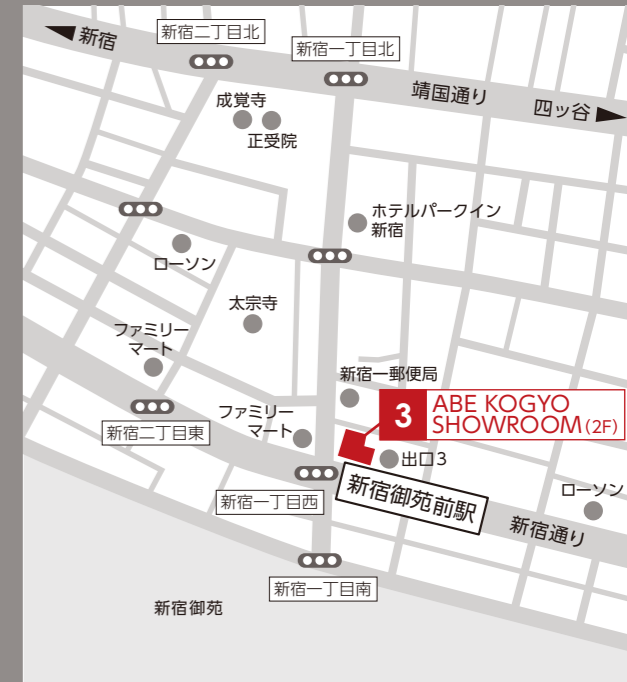 新宿二丁目北
新宿
新宿一丁目北
靖国通り
四ッ谷
成覚寺
正受院
ホテルパークイン
新宿
ローソン
太宗寺
ファミリー
マート
新宿一郵便局
3
ABE KOGYO
SHOWROOM(2F)
ファミリー
マート
新宿二丁目東
出口3
新宿御苑前駅
新宿一丁目西
ローソン
新宿通り
新宿一丁目南
新宿御苑